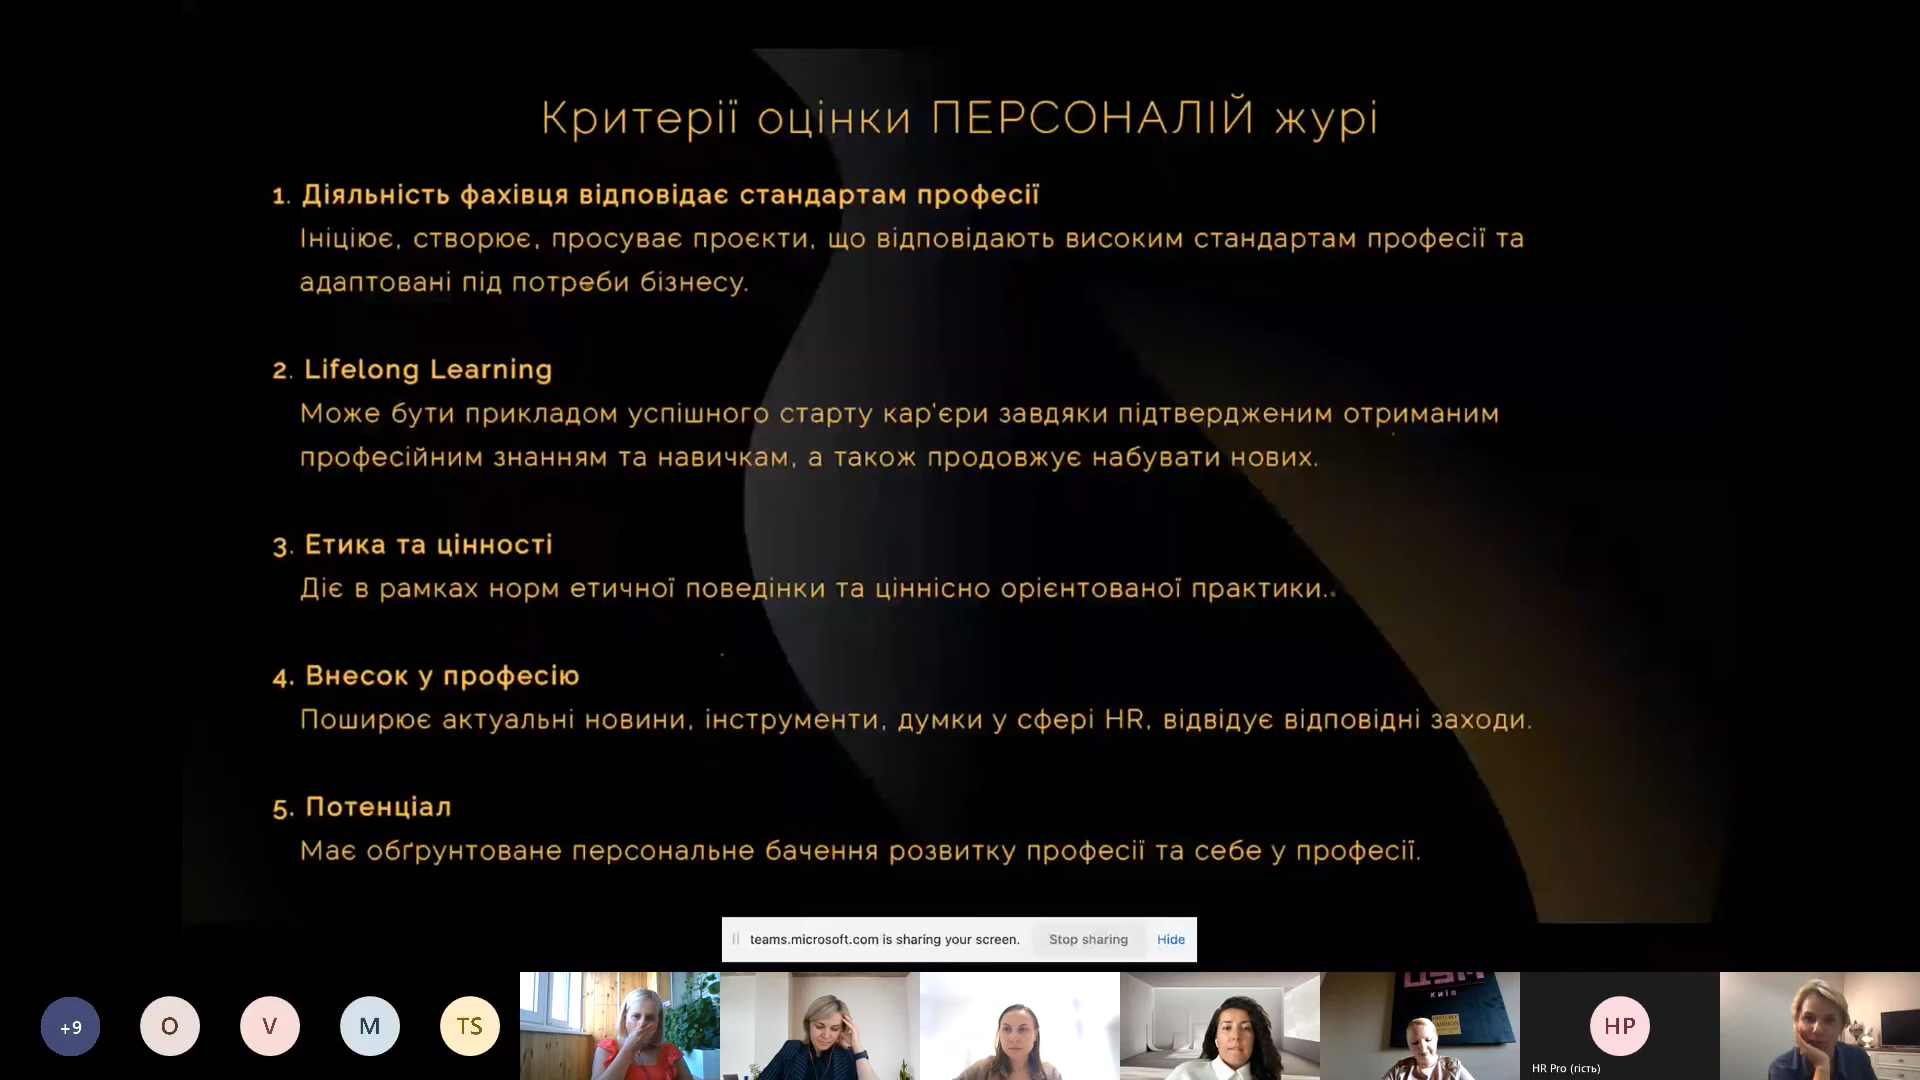 Критерії оцінки ПЕРСОНАЛІЙ журі
1. Діяльність фахівця відповідає стандартам професії
Ініціює, створює, просуває проєкти, що відповідають високим стандартам професії та
адаптовані під потреби бізнесу.
2. Lifelong Learning
Може бути прикладом успішного старту кар'єри завдяки підтвердженим отриманим
професійним знанням та навичкам, а також продовжує набувати нових.
3. Етика та цінності
Діє в рамках норм етичної поведінки та ціннісно орієнтованої практики..
4. Внесок у професію
Поширює актуальні новини, інструменти, думки у сфері HR, відвідує відповідні заходи.
5. Потенціал
Має обґрунтоване персональне бачення розвитку професії та себе у професії.
teams.microsoft.com is sharing your screen. Stop sharing Hide
+9 O V M TS HP
КИЇВ
HR Pro (гість)